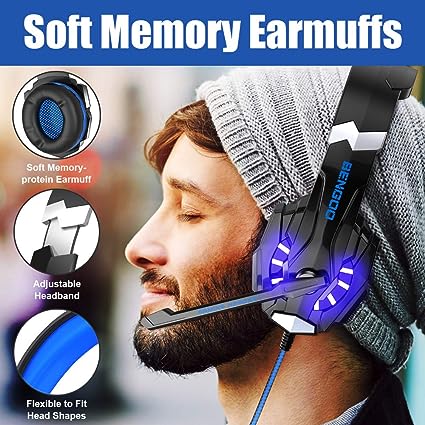 Soft Memory Earmuffs
Soft Memory-
protein Earmuff
Adjustable
Headband
Flexible to Fit
Head Shapes
BENGOO